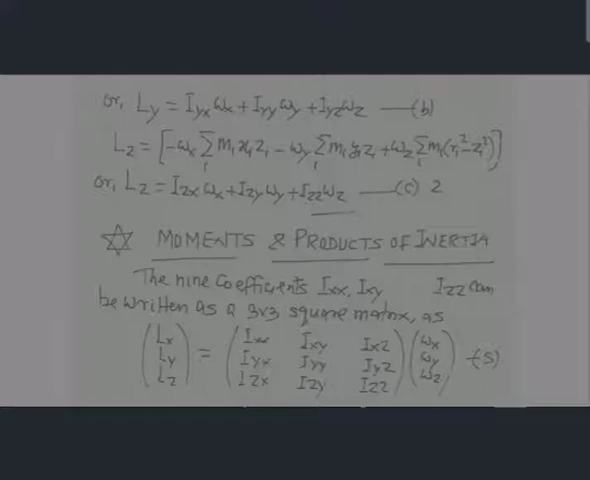 or, Ly = Iyx ωx + Iyy ωy + Iyz ωz —(b)
Lz = [-ωx Σi mi xi zi - ωy Σi mi yi zi + ωz Σi mi (ri² - zi²)]
or, Lz = Izx ωx + Izy ωy + Izz ωz —(c) 2
☆ MOMENTS & PRODUCTS OF INERTIA
The nine coefficients Ixx, Ixy Izz can
be written as a 3x3 square matrix, as
(Lx Ly Lz) = (Ixx Ixy Ixz Iyx Iyy Iyz Izx Izy Izz) (ωx ωy ωz) —(5)